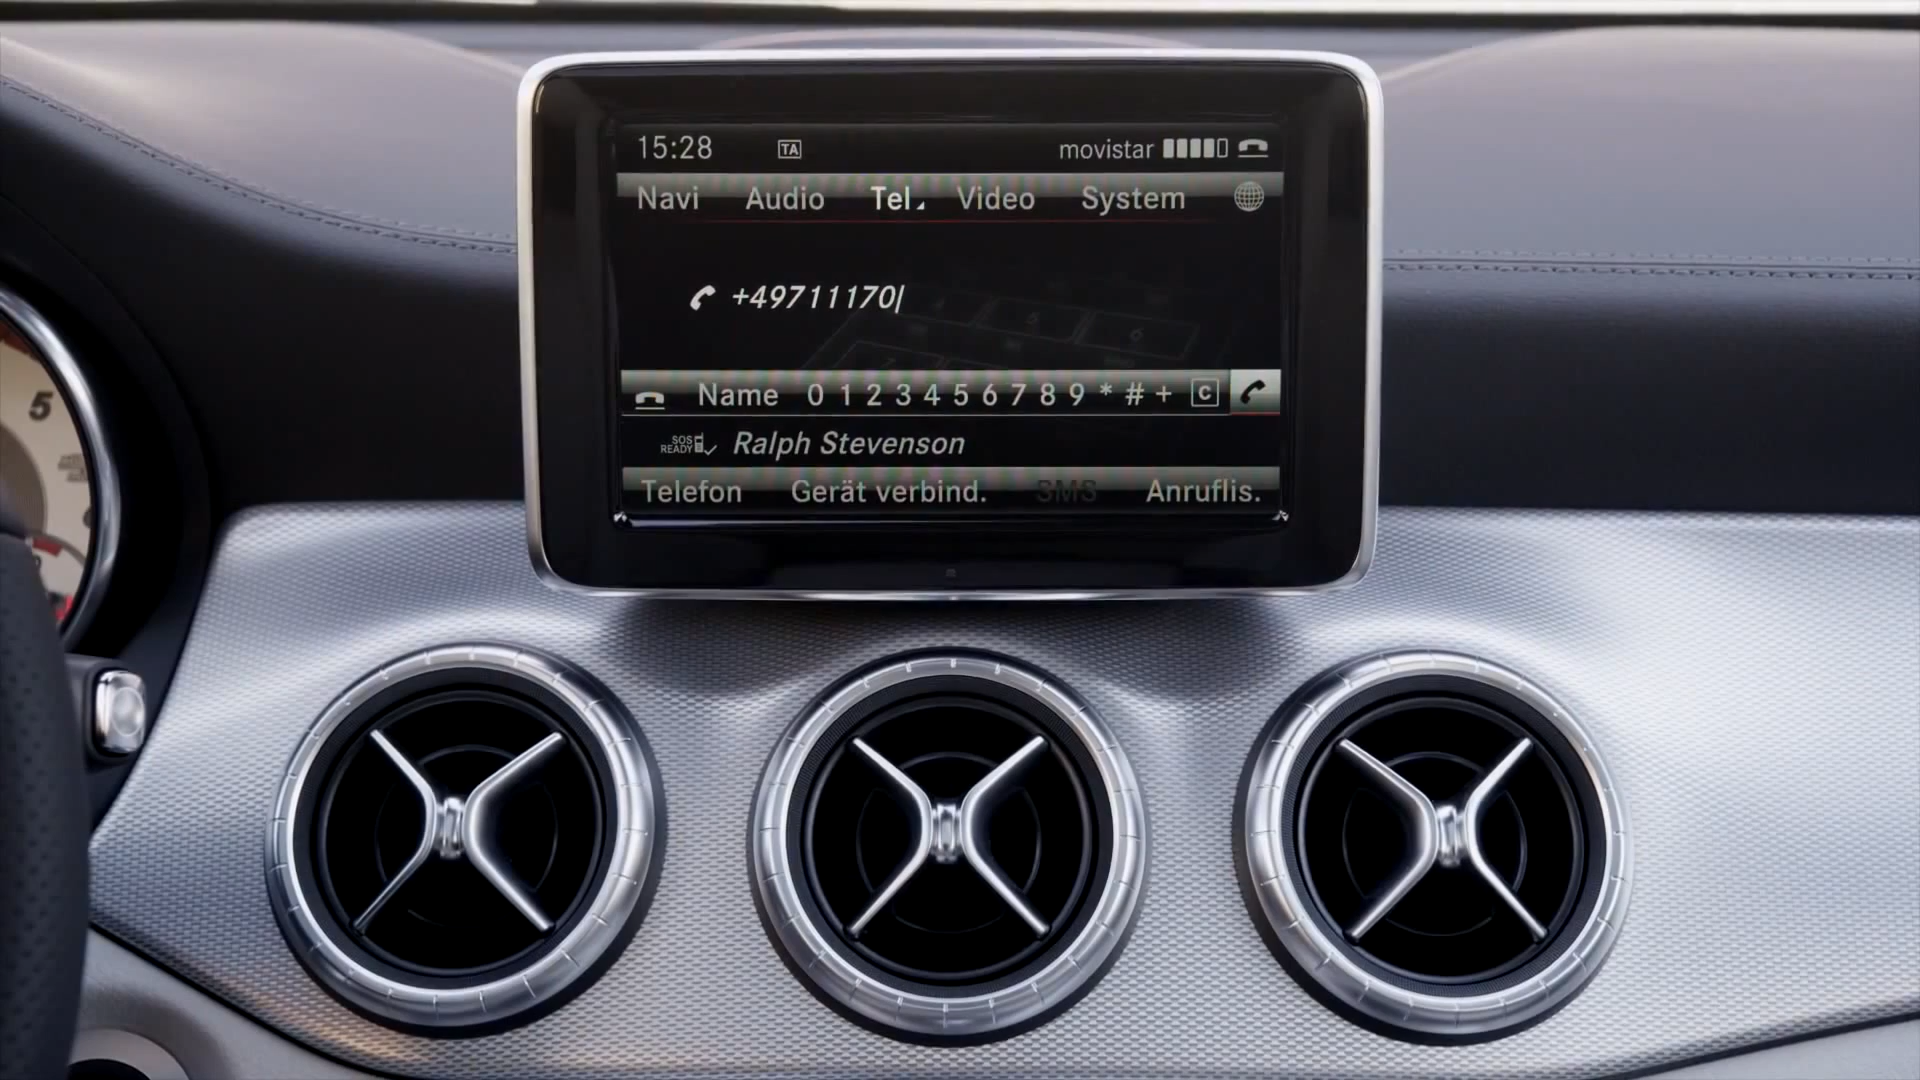 15:28 TA movistar
Navi Audio Tel Video System
+49711170
Name 0 1 2 3 4 5 6 7 8 9 * # + C
SOS READY Ralph Stevenson
Telefon Gerät verbind. SMS Anruflis.
5